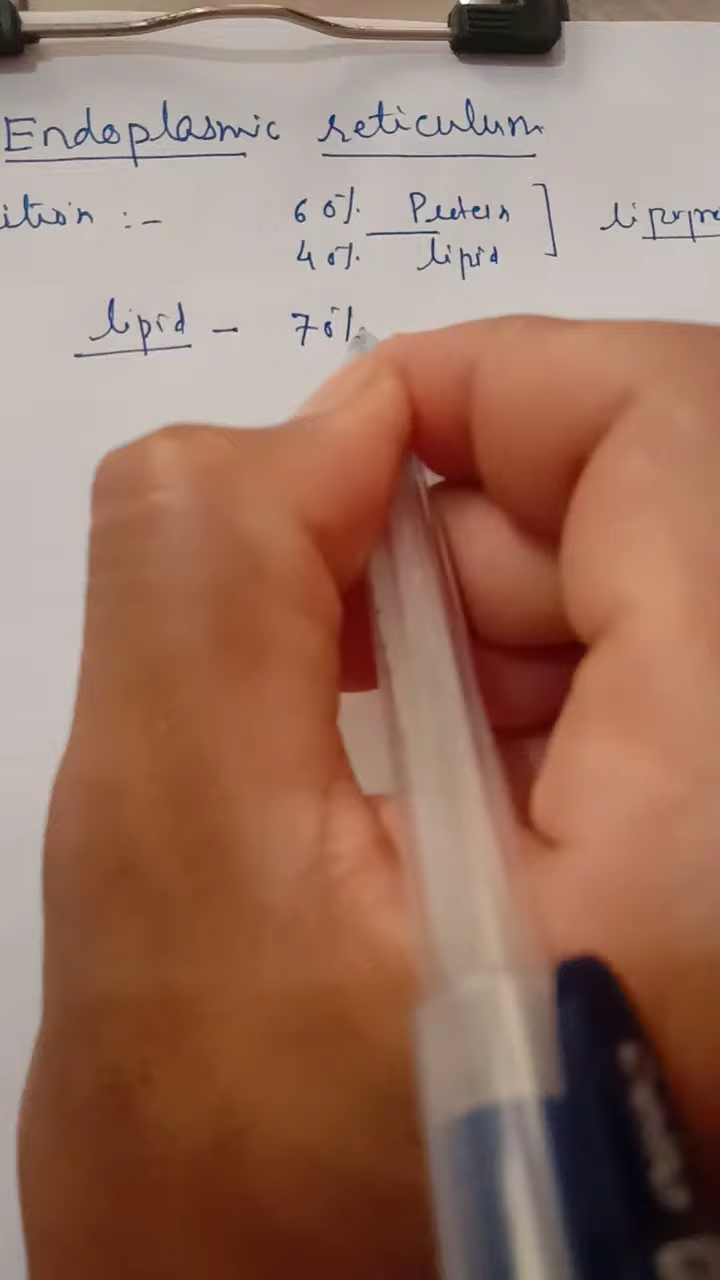 Endoplasmic reticulum
ition :- 60% Protein
40% lipid ] lipopro
lipid - 70%